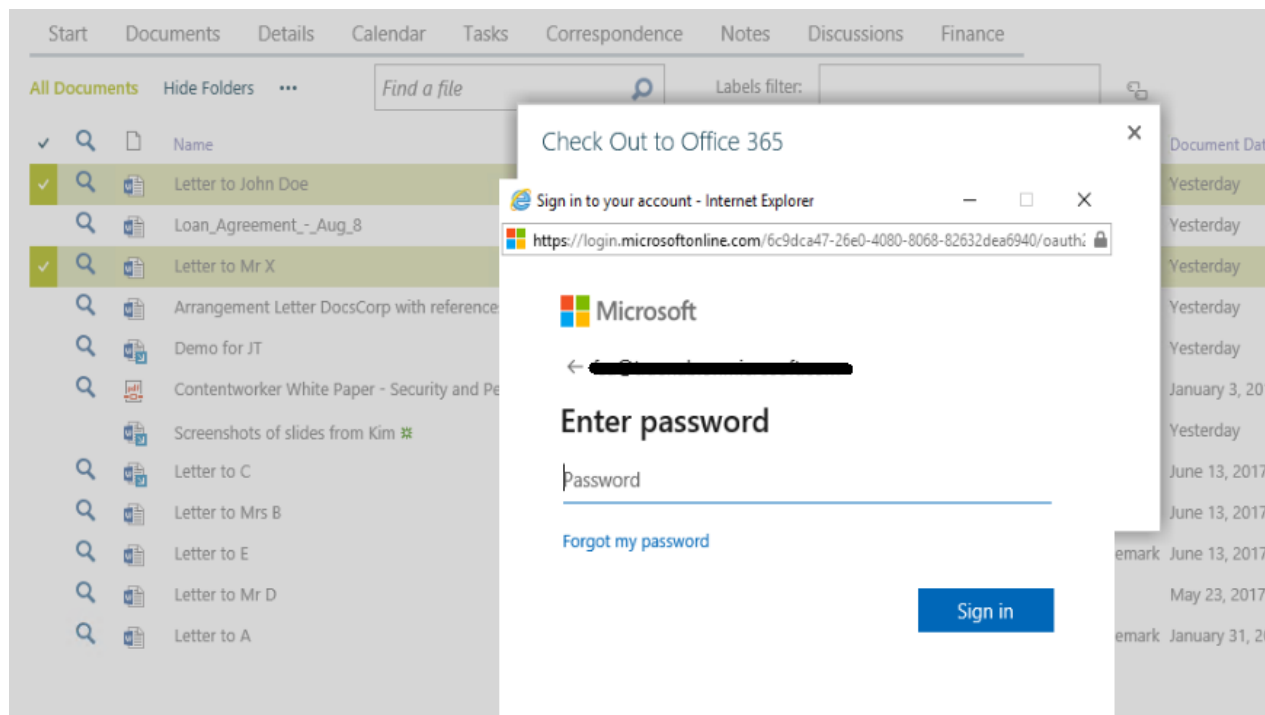 Start Documents Details Calendar Tasks Correspondence Notes Discussions Finance
All Documents Hide Folders ••• Find a file Labels filter:
Check Out to Office 365
Name Document Dat
Letter to John Doe Yesterday
Sign in to your account - Internet Explorer
Loan_Agreement_-_Aug_8 Yesterday
https://login.microsoftonline.com/6c9dca47-26e0-4080-8068-82632dea6940/oauth2
Letter to Mr X Yesterday
Arrangement Letter DocsCorp with reference Yesterday
Microsoft
Demo for JT Yesterday
Contentworker White Paper - Security and Pe January 3, 20
Enter password
Screenshots of slides from Kim Yesterday
Letter to C June 13, 2017
Password
Letter to Mrs B June 13, 2017
Forgot my password
Letter to E emark June 13, 2017
Letter to Mr D May 23, 2017
Sign in
Letter to A emark January 31, 2